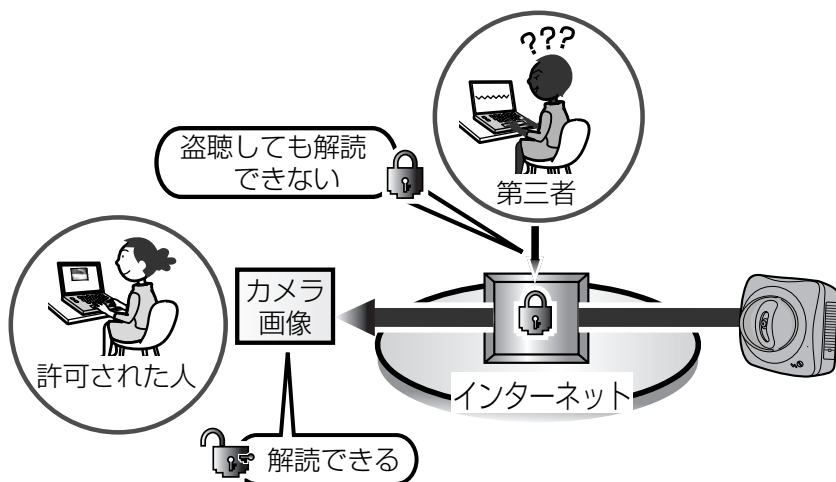 ???
盗聴しても解読
できない
第三者
カメラ
画像
許可された人
インターネット
解読できる